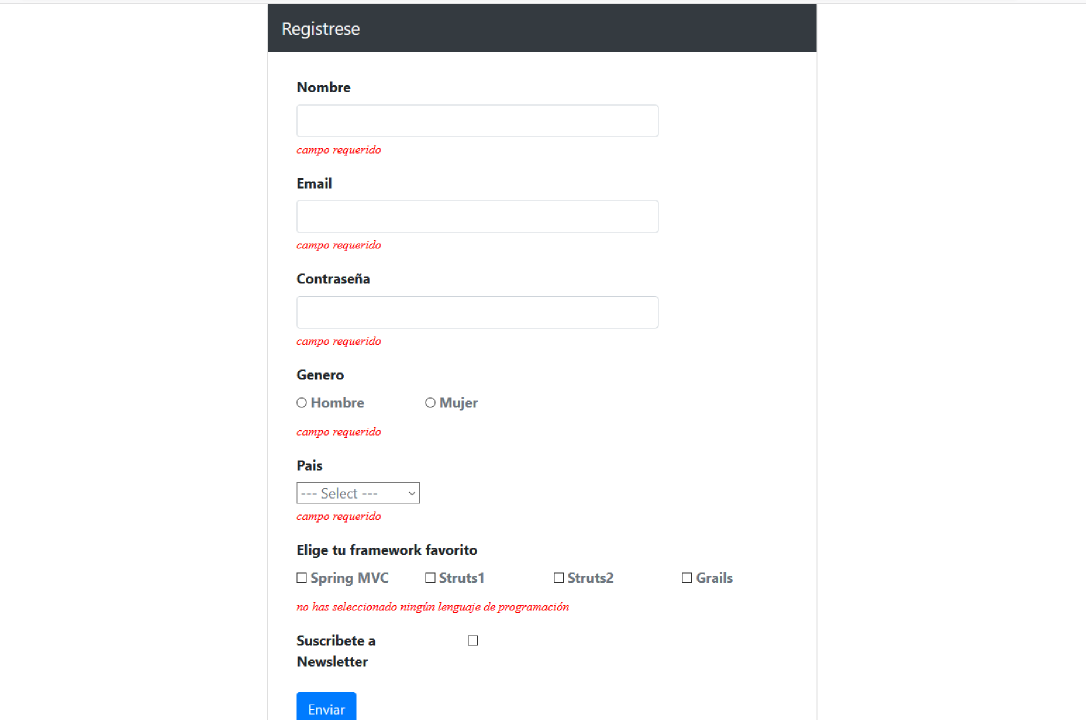 Registrese
Nombre
campo requerido
Email
campo requerido
Contraseña
campo requerido
Genero
Hombre Mujer
campo requerido
Pais
--- Select ---
campo requerido
Elige tu framework favorito
Spring MVC Struts1 Struts2 Grails
no has seleccionado ningún lenguaje de programación
Suscribete a
Newsletter
Enviar